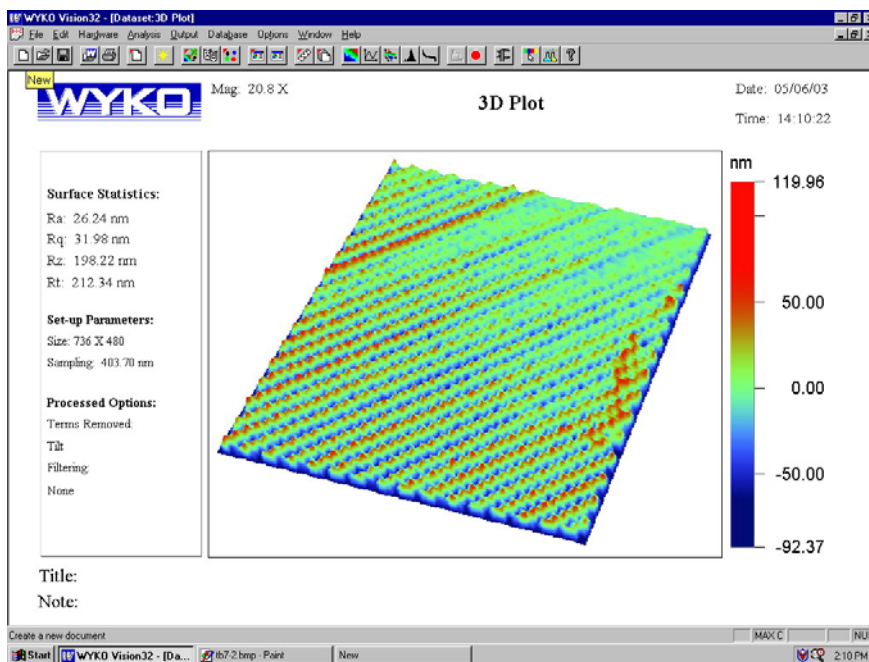 WYKO Vision32 - [Dataset:3D Plot]
File Edit Hardware Analysis Output Database Options Window Help
New
WYKO
Mag: 20.8 X
3D Plot
Date: 05/06/03
Time: 14:10:22
Surface Statistics:
Ra: 26.24 nm
Rq: 31.98 nm
Rz: 198.22 nm
Rt: 212.34 nm
Set-up Parameters:
Size: 736 X 480
Sampling: 403.70 nm
Processed Options:
Terms Removed:
Tilt
Filtering:
None
nm
119.96
50.00
0.00
-50.00
-92.37
Title:
Note:
Create a new document
MAX C
NU
Start
WYKO Vision32 - [Da...
tb7-2.bmp - Paint
New
2:10 PM